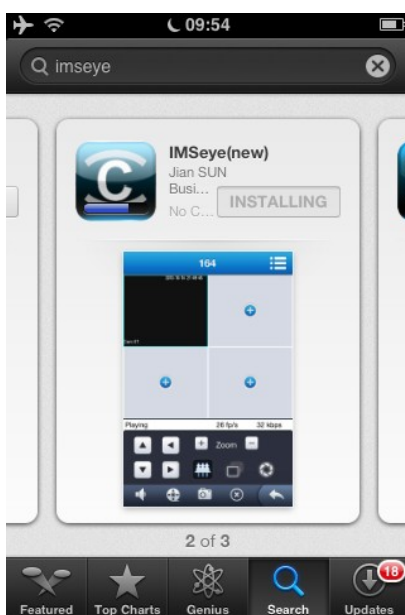 09:54
imseye
IMSeye(new)
Jian SUN
Busi...
No C...
INSTALLING
C
164
Playing
26 fp/s
32 kbps
Zoom
2 of 3
18
Featured
Top Charts
Genius
Search
Updates